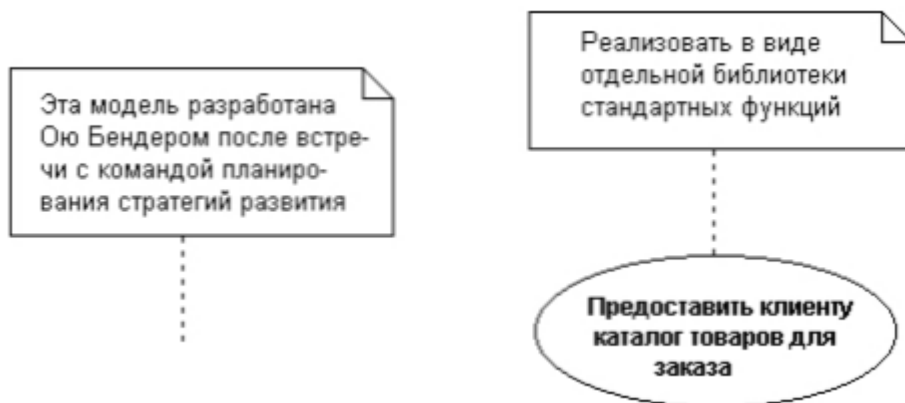 Эта модель разработана
Ою Бендером после встре-
чи с командой планиро-
вания стратегий развития
Реализовать в виде
отдельной библиотеки
стандартных функций
Предоставить клиенту
каталог товаров для
заказа